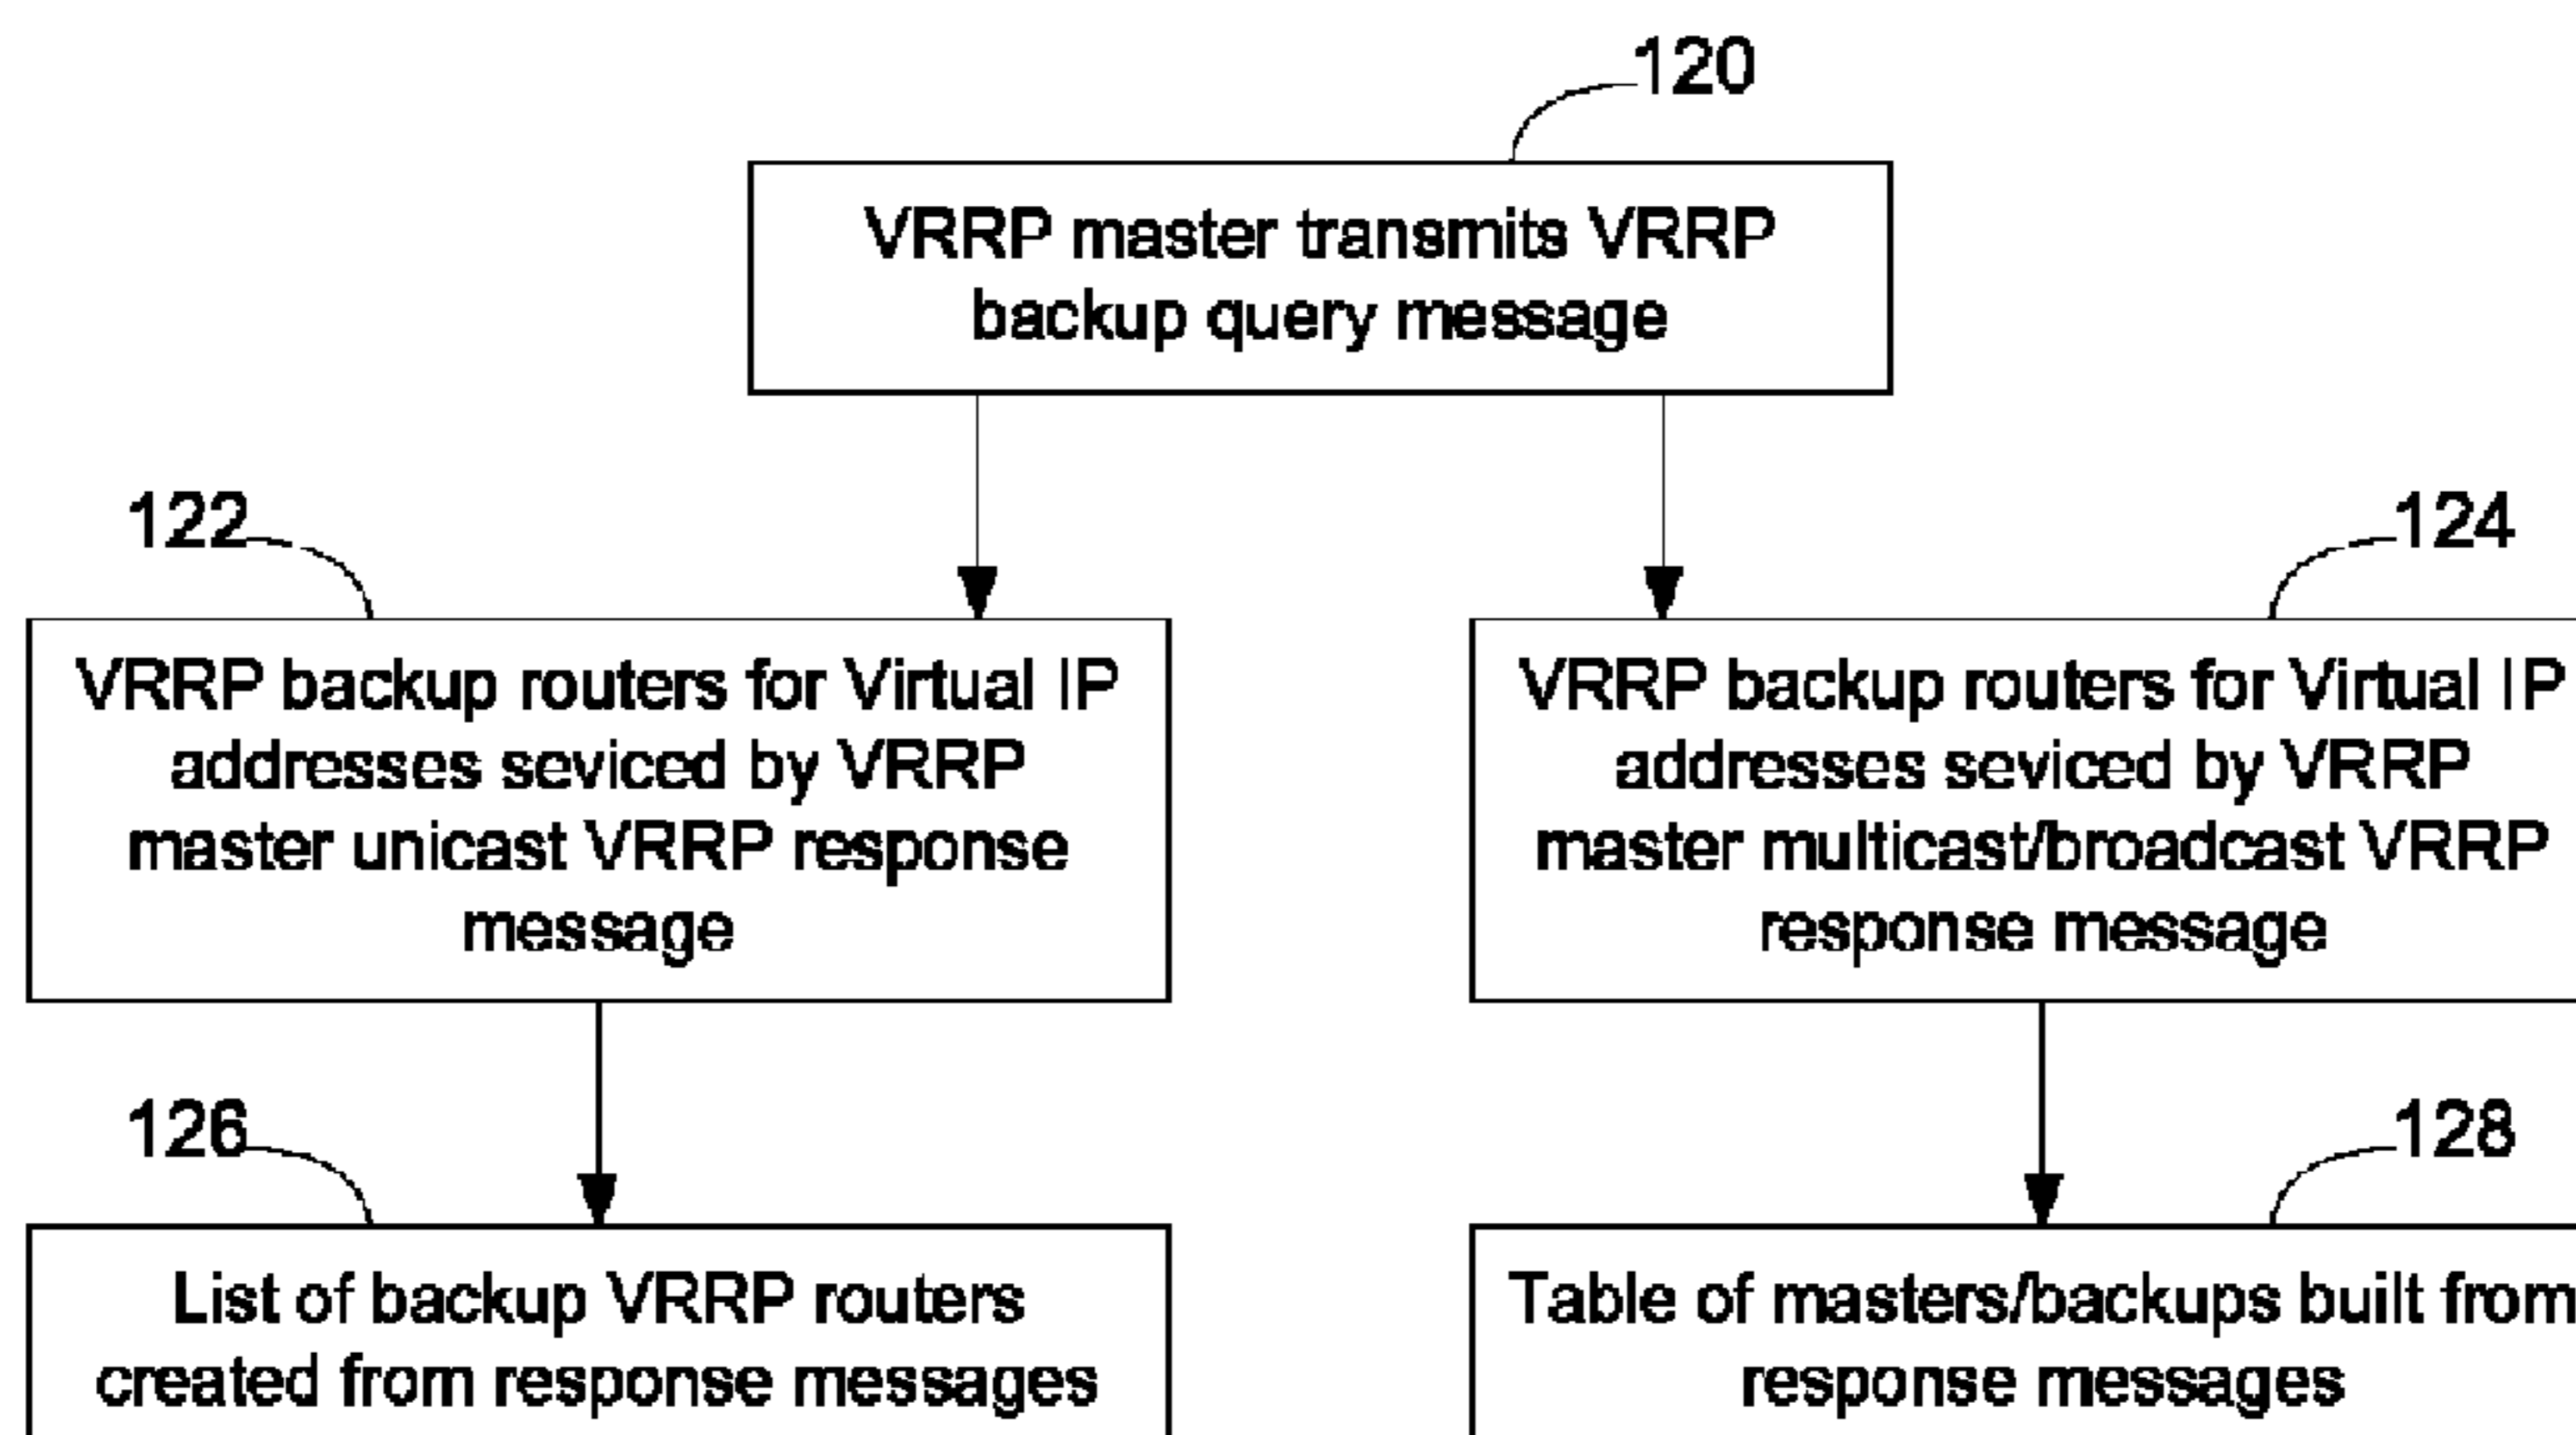 120
VRRP master transmits VRRP
backup query message
122
124
VRRP backup routers for Virtual IP
addresses seviced by VRRP
master unicast VRRP response
message
VRRP backup routers for Virtual IP
addresses seviced by VRRP
master multicast/broadcast VRRP
response message
126
128
List of backup VRRP routers
created from response messages
Table of masters/backups built from
response messages